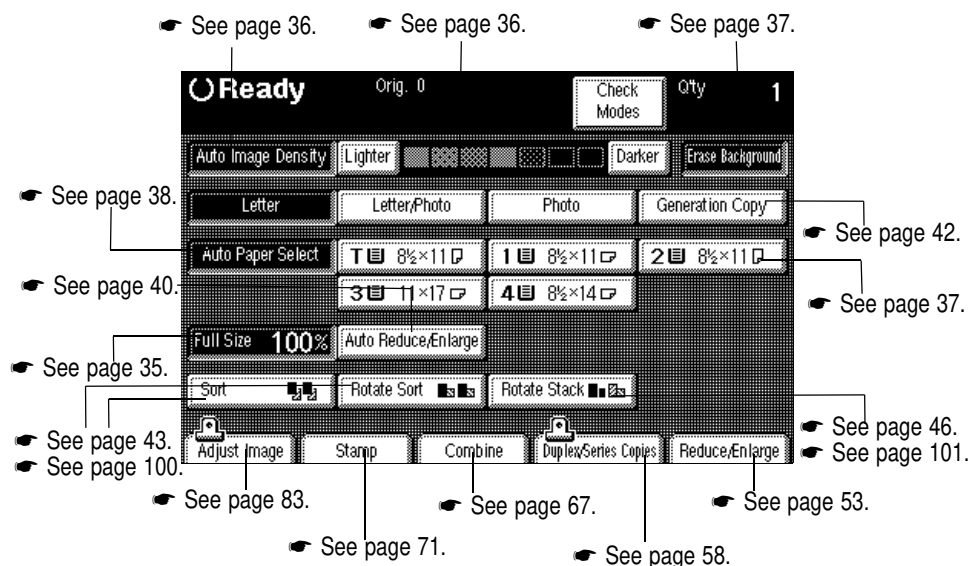 ☛ See page 36. ☛ See page 36. ☛ See page 37.
Ready Orig. 0 Check Modes Q'ty 1
Auto Image Density Lighter Darker Erase Background
☛ See page 38.
Letter Letter/Photo Photo Generation Copy
☛ See page 42.
Auto Paper Select T 8½×11 1 8½×11 2 8½×11
☛ See page 40.
3 11×17 4 8½×14
☛ See page 37.
Full Size 100% Auto Reduce/Enlarge
☛ See page 35.
Sort Rotate Sort Rotate Stack
☛ See page 43. ☛ See page 46.
☛ See page 100. ☛ See page 101.
Adjust Image Stamp Combine Duplex/Series Copies Reduce/Enlarge
☛ See page 83. ☛ See page 67. ☛ See page 53.
☛ See page 71. ☛ See page 58.